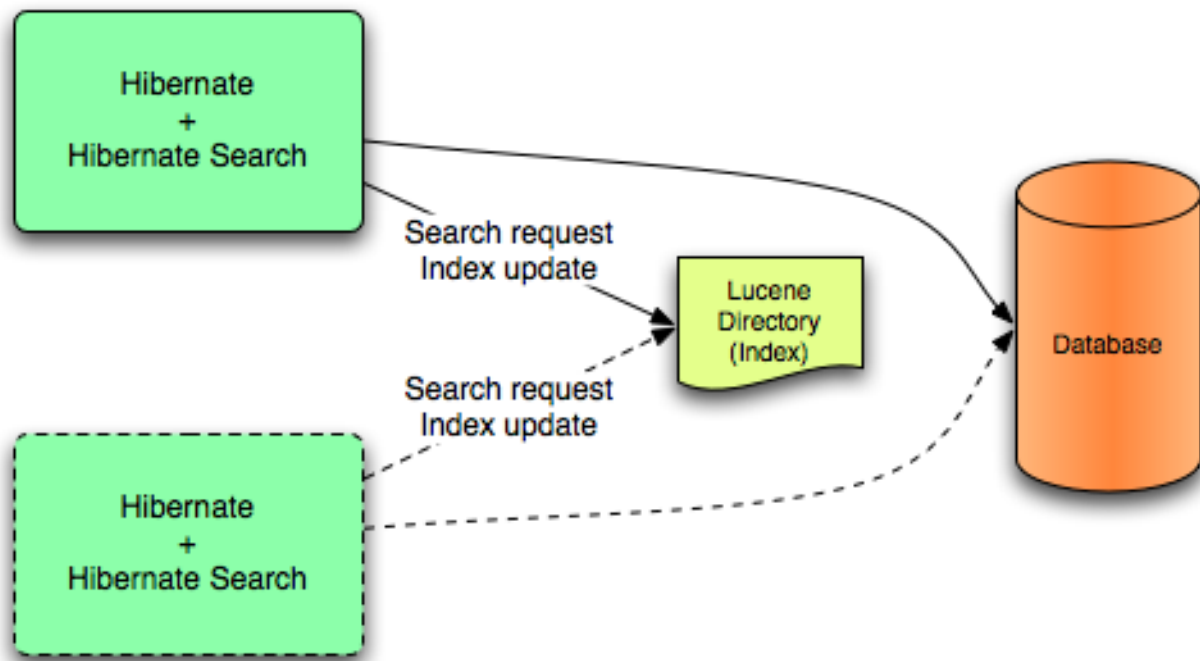 Hibernate
+
Hibernate Search
Search request
Index update
Lucene
Directory
(Index)
Database
Search request
Index update
Hibernate
+
Hibernate Search